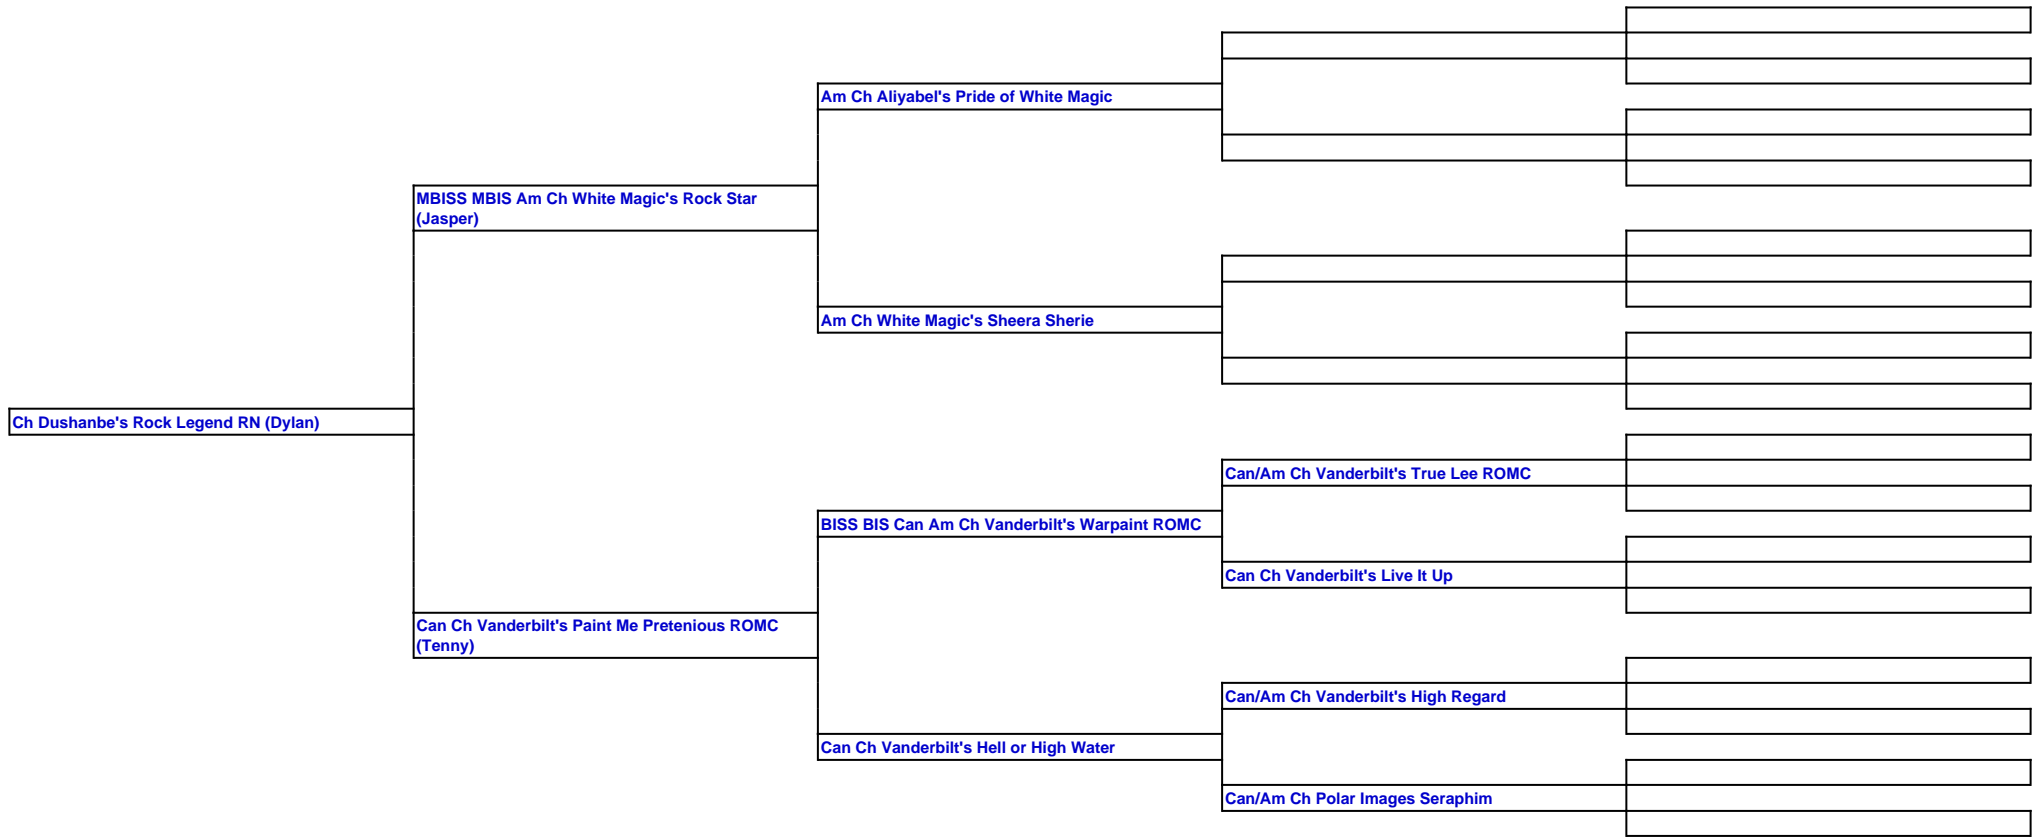 Am Ch Aliyabel's Pride of White Magic
MBISS MBIS Am Ch White Magic's Rock Star
(Jasper)
Am Ch White Magic's Sheera Sherie
Ch Dushanbe's Rock Legend RN (Dylan)
Can/Am Ch Vanderbilt's True Lee ROMC
BISS BIS Can Am Ch Vanderbilt's Warpaint ROMC
Can Ch Vanderbilt's Live It Up
Can Ch Vanderbilt's Paint Me Pretenious ROMC
(Tenny)
Can/Am Ch Vanderbilt's High Regard
Can Ch Vanderbilt's Hell or High Water
Can/Am Ch Polar Images Seraphim